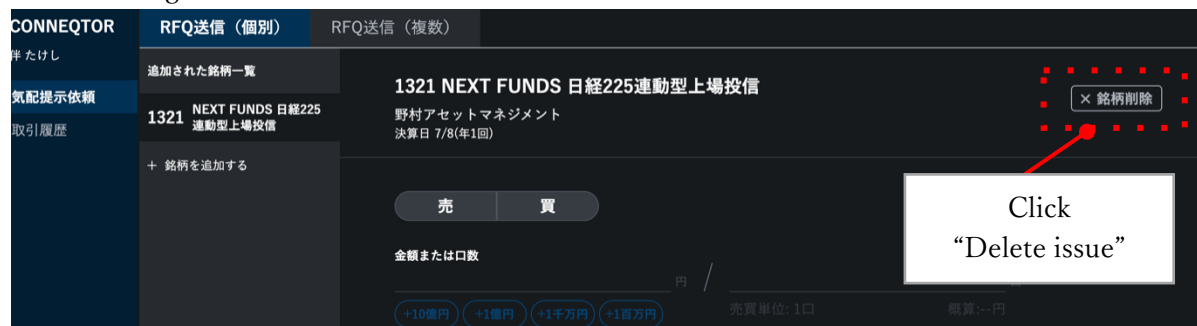 CONNEQTOR
伴 たけし
気配提示依頼
取引履歴
RFQ送信（個別）
RFQ送信（複数）
追加された銘柄一覧
1321 NEXT FUNDS 日経225
連動型上場投信
＋ 銘柄を追加する
1321 NEXT FUNDS 日経225連動型上場投信
野村アセットマネジメント
決算日 7/8(年1回)
× 銘柄削除
売 買
金額または口数
円 /
+10億円 +1億円 +1千万円 +1百万円
売買単位: 1口 概算:--円
Click
“Delete issue”